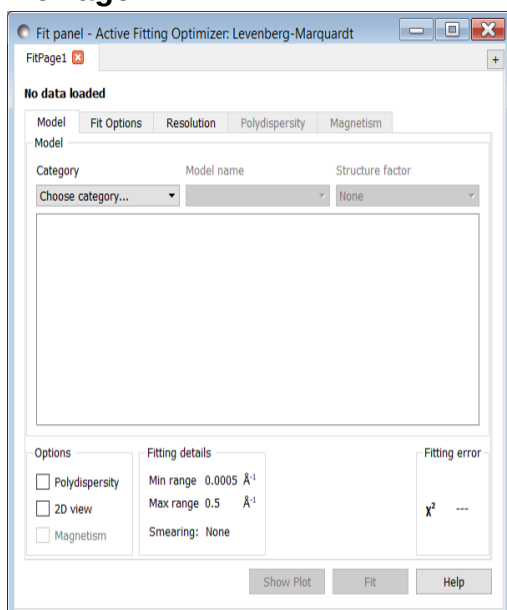 Fit panel - Active Fitting Optimizer: Levenberg-Marquardt
FitPage1
+
No data loaded
Model Fit Options Resolution Polydispersity Magnetism
Model
Category Model name Structure factor
Choose category... None
Options Fitting details Fitting error
Polydispersity Min range 0.0005 Å-1
2D view Max range 0.5 Å-1
χ² ---
Magnetism Smearing: None
Show Plot Fit Help